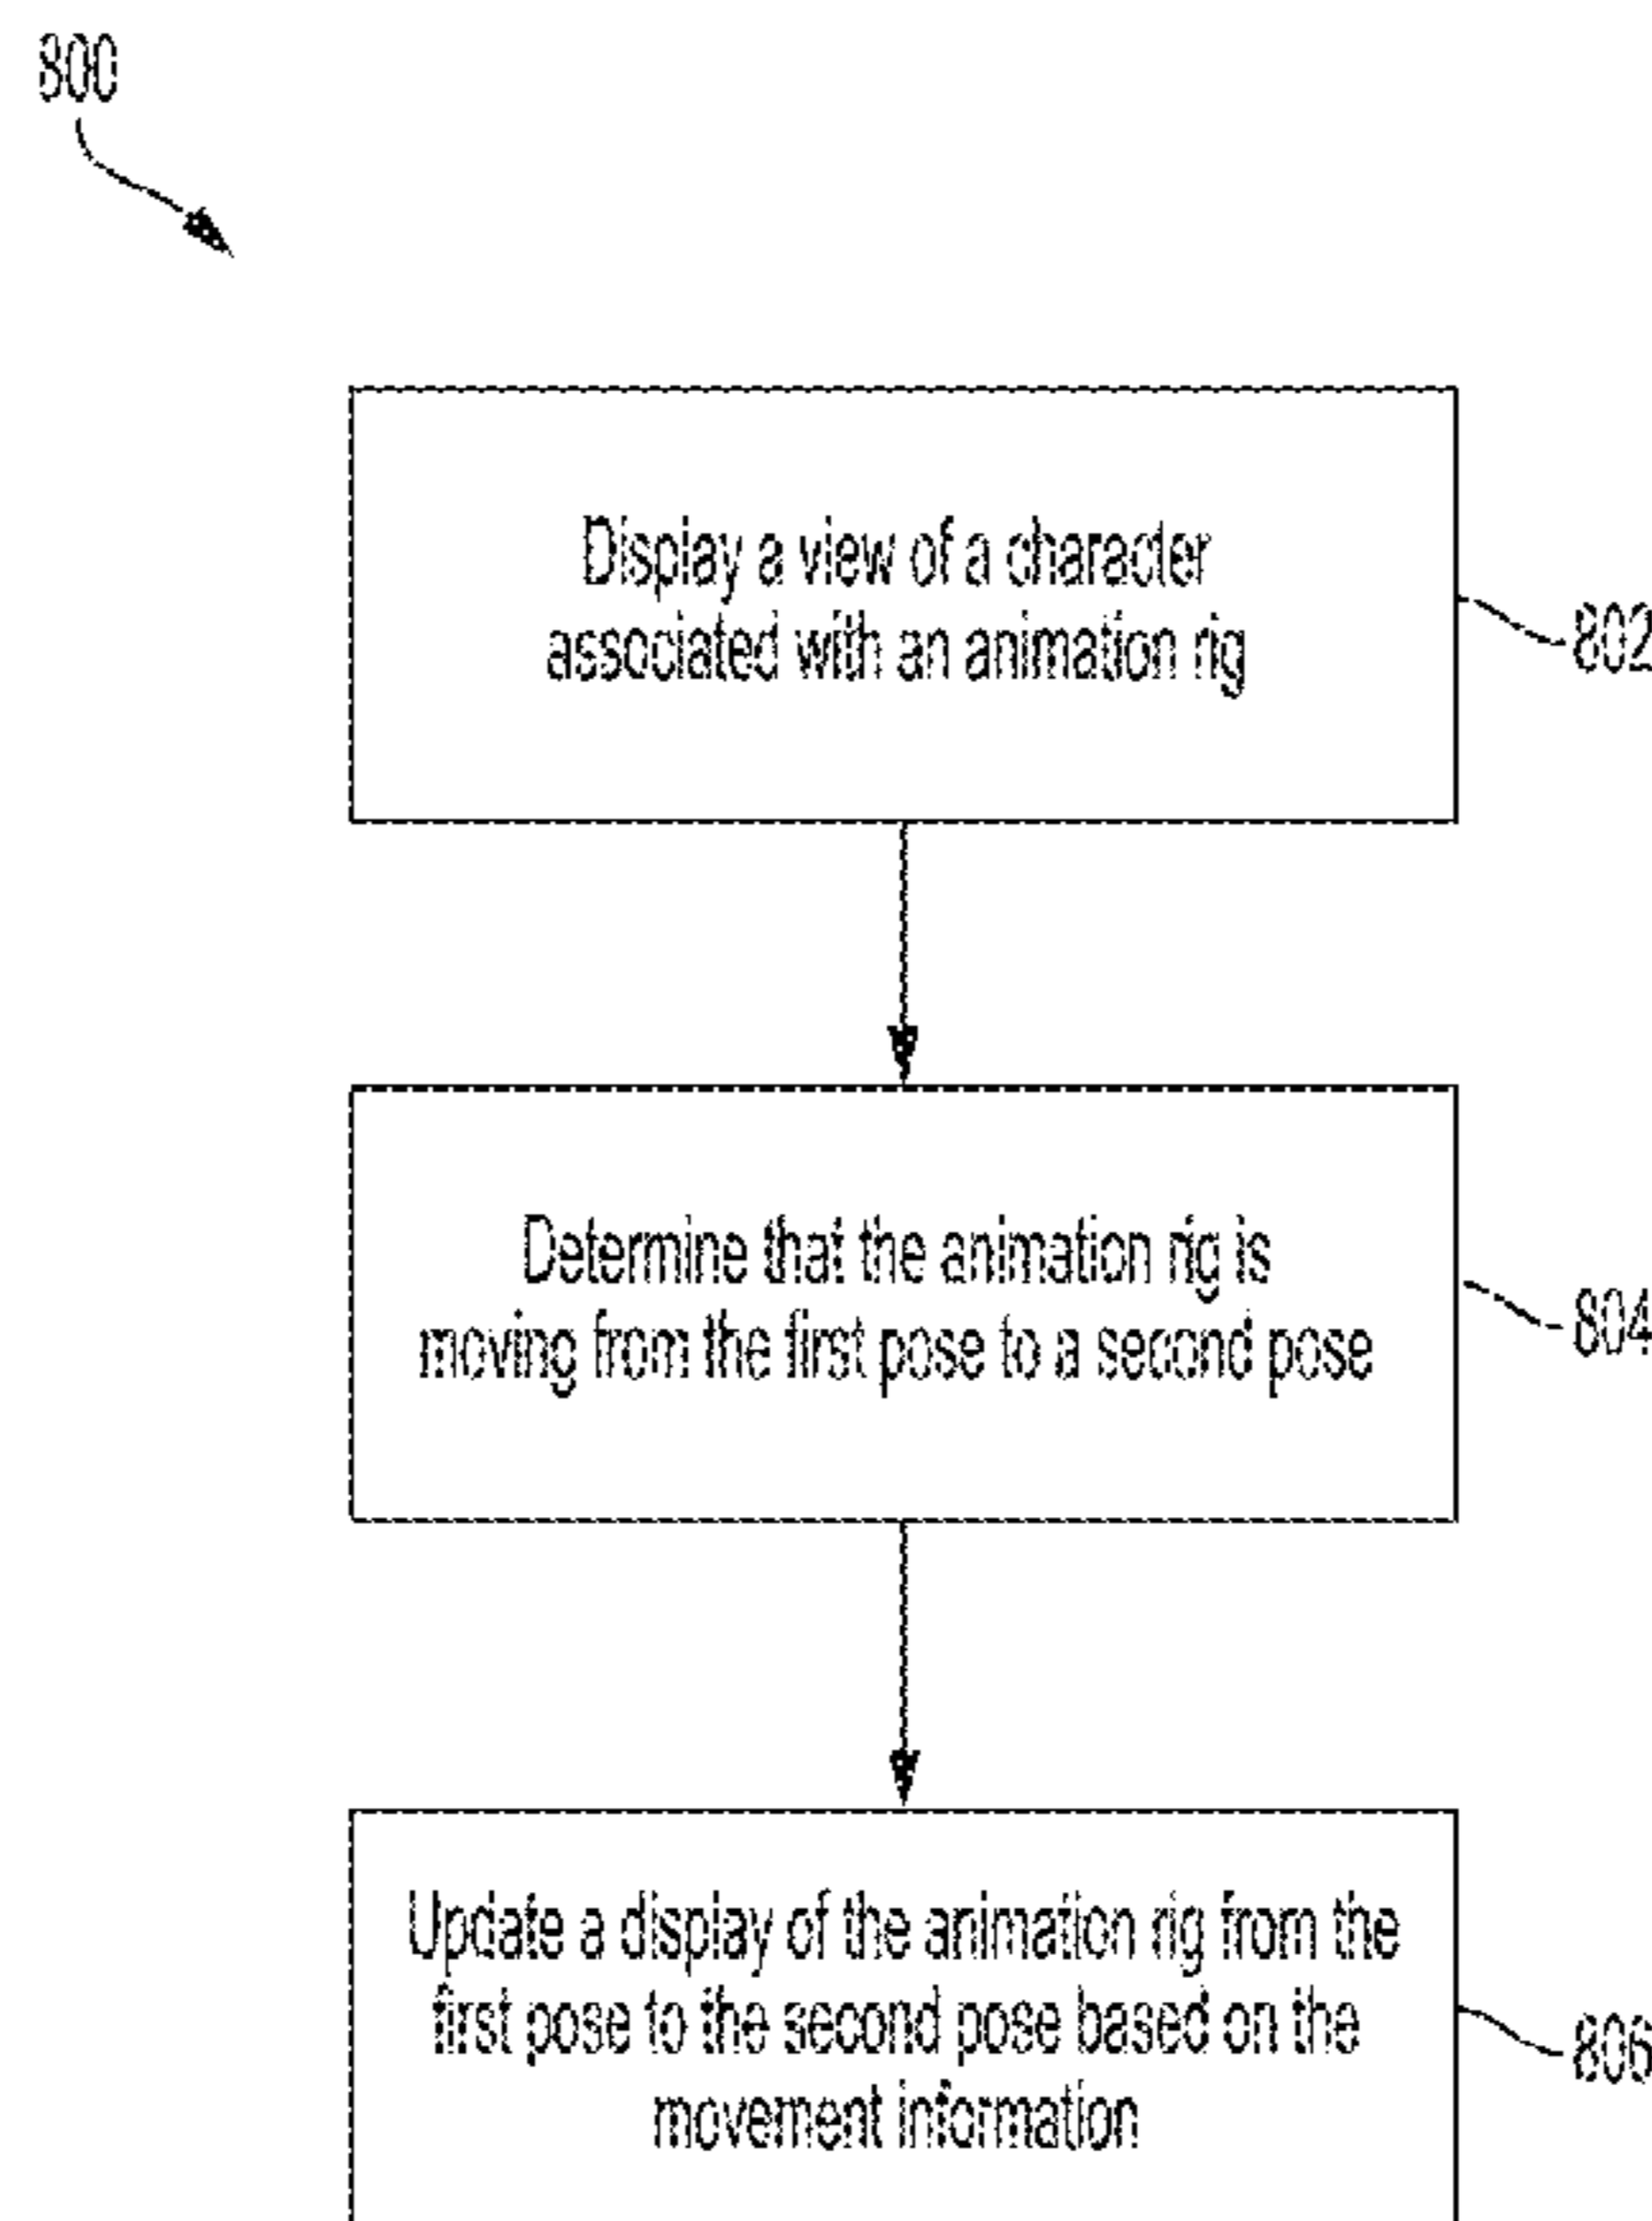 800
Display a view of a character
associated with an animation rig
802
Determine that the animation rig is
moving from the first pose to a second pose
804
Update a display of the animation rig from the
first pose to the second pose based on the
movement information
806